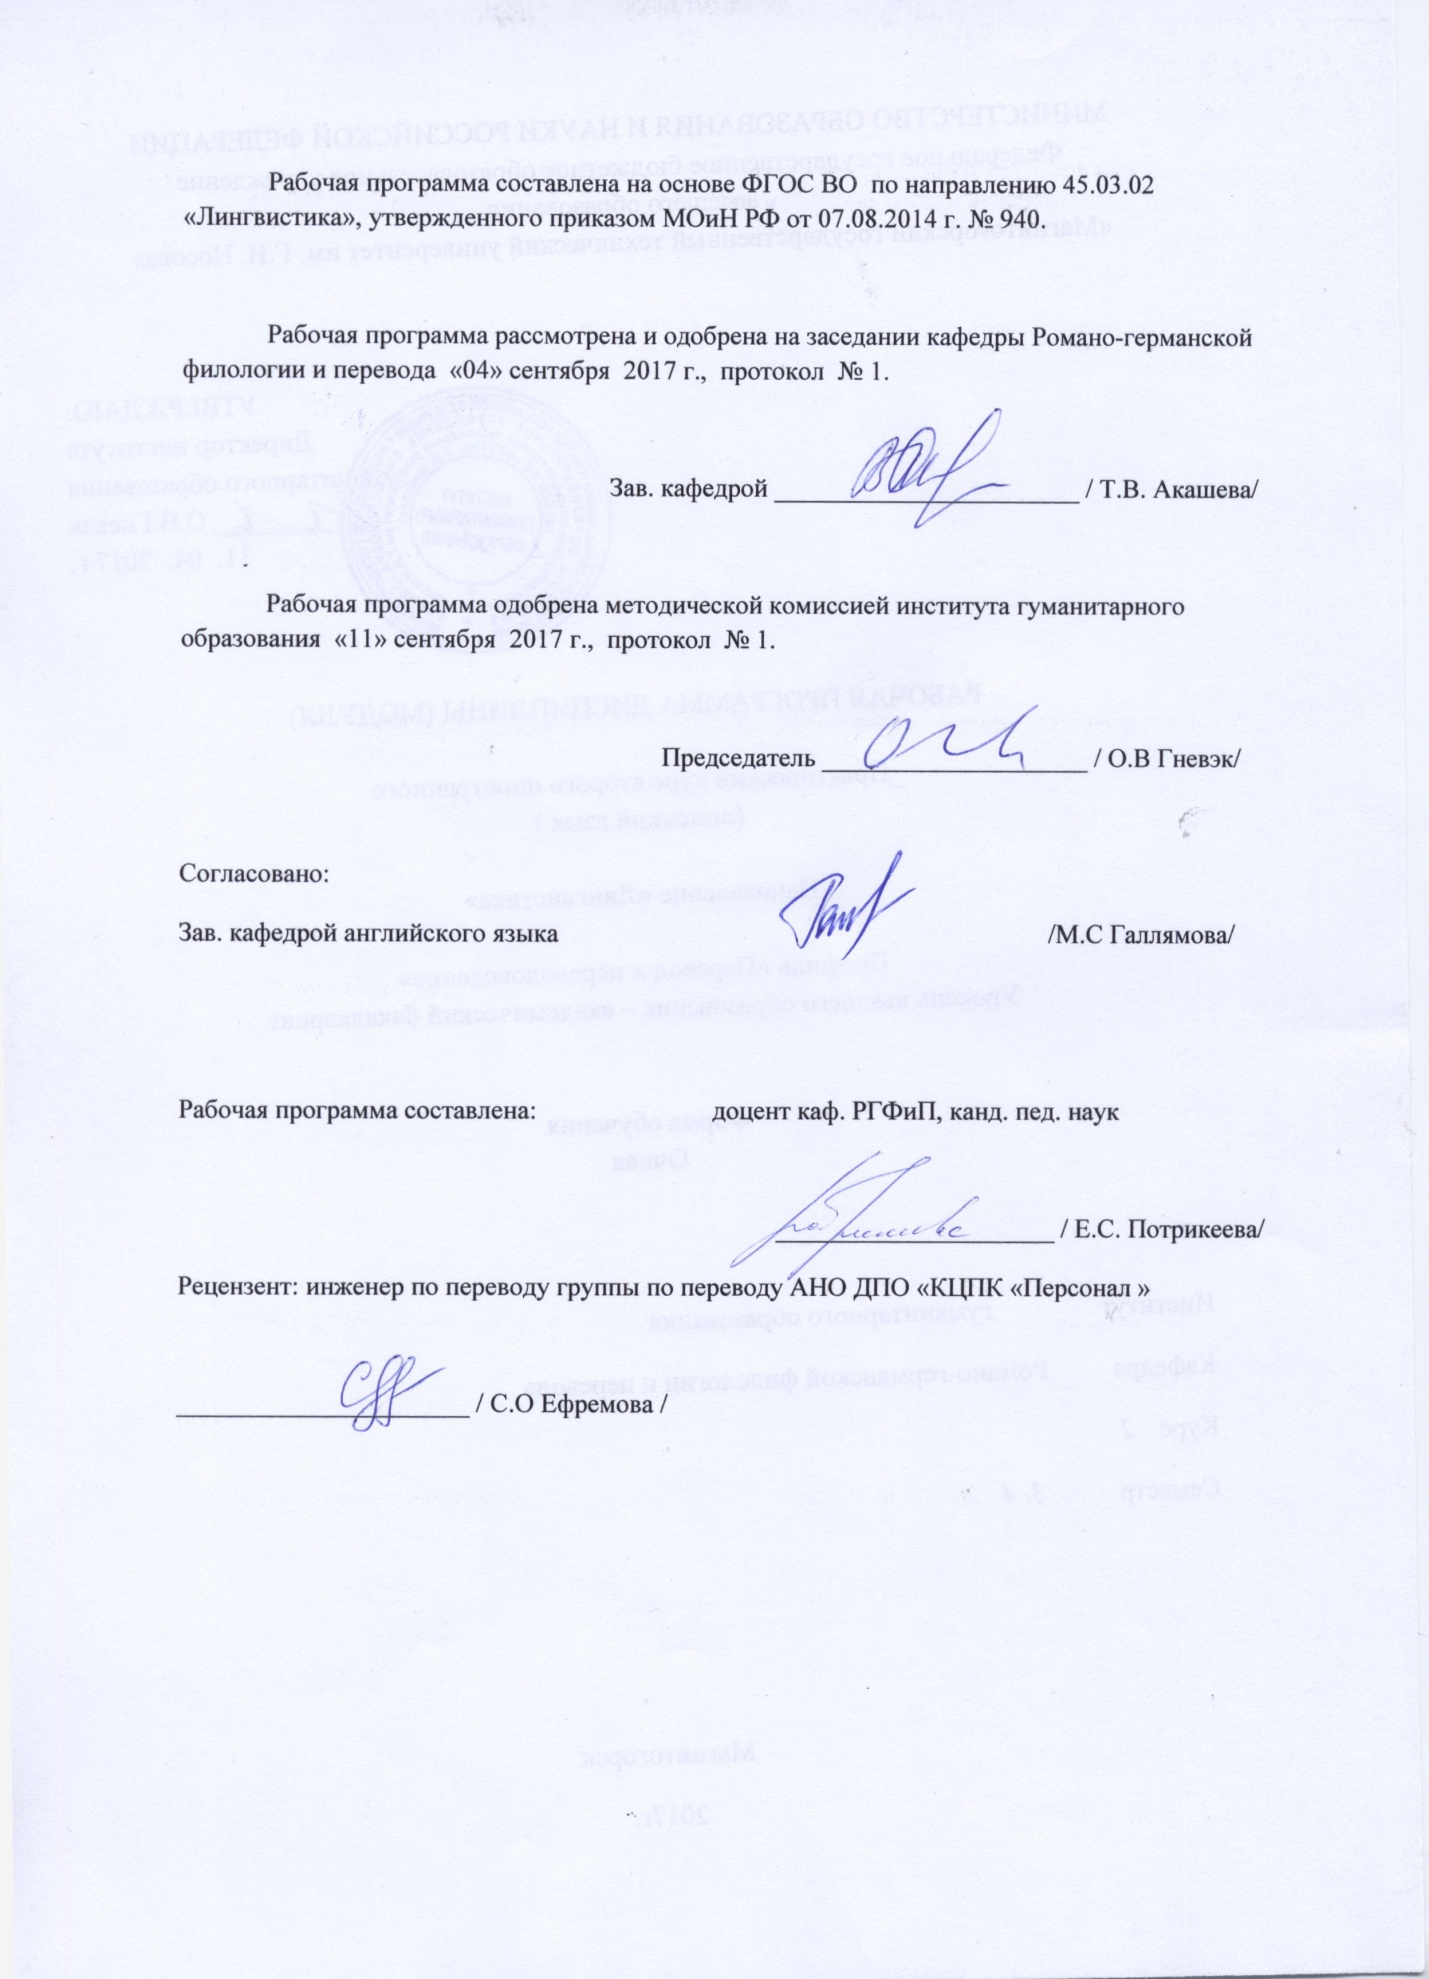 Рабочая программа составлена на основе ФГОС ВО по направлению 45.03.02
«Лингвистика», утвержденного приказом МОиН РФ от 07.08.2014 г. № 940.
Рабочая программа рассмотрена и одобрена на заседании кафедры Романо-германской
филологии и перевода «04» сентября 2017 г., протокол № 1.
Зав. кафедрой / Т.В. Акашева/
Рабочая программа одобрена методической комиссией института гуманитарного
образования «11» сентября 2017 г., протокол № 1.
Председатель / О.В Гневэк/
Согласовано:
Зав. кафедрой английского языка /М.С Галлямова/
Рабочая программа составлена: доцент каф. РГФиП, канд. пед. наук
/ Е.С. Потрикеева/
Рецензент: инженер по переводу группы по переводу АНО ДПО «КЦПК «Персонал »
/ С.О Ефремова /